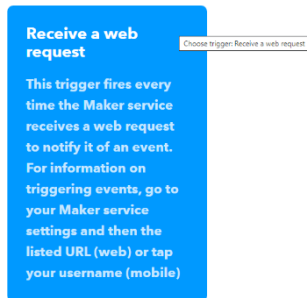 Receive a web
request
Choose trigger: Receive a web request
This trigger fires every
time the Maker service
receives a web request
to notify it of an event.
For information on
triggering events, go to
your Maker service
settings and then the
listed URL (web) or tap
your username (mobile)